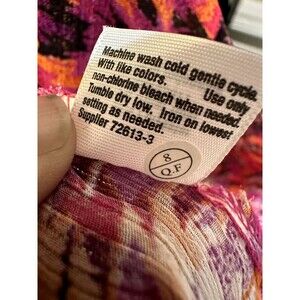 Machine wash cold gentle cycle.
With like colors. Use only
non-chlorine bleach when needed.
Tumble dry low. Iron on lowest
setting as needed.
Supplier 72613-3
8
Q.F